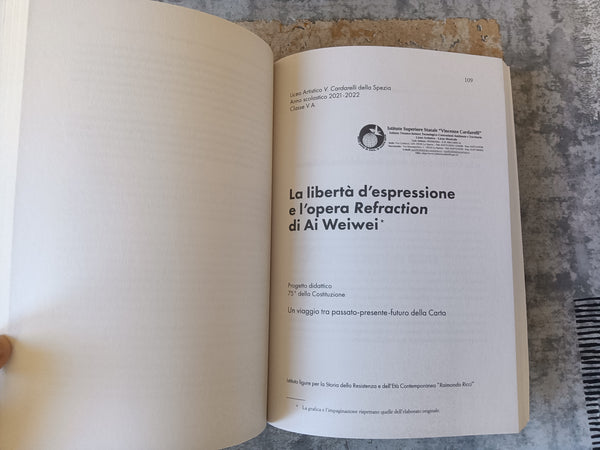 109
Liceo Artistico V. Cardarelli della Spezia
Anno scolastico 2021-2022
Classe V A
Istituto Superiore Statale "Vincenzo Cardarelli"
La libertà d'espressione
e l'opera Refraction
di Ai Weiwei*
Progetto didattico
75° della Costituzione
Un viaggio tra passato-presente-futuro della Carta
Istituto ligure per la Storia della Resistenza e dell'Età Contemporanea "Raimondo Ricci"
* La grafica e l'impaginazione rispettano quelle dell'elaborato originale.